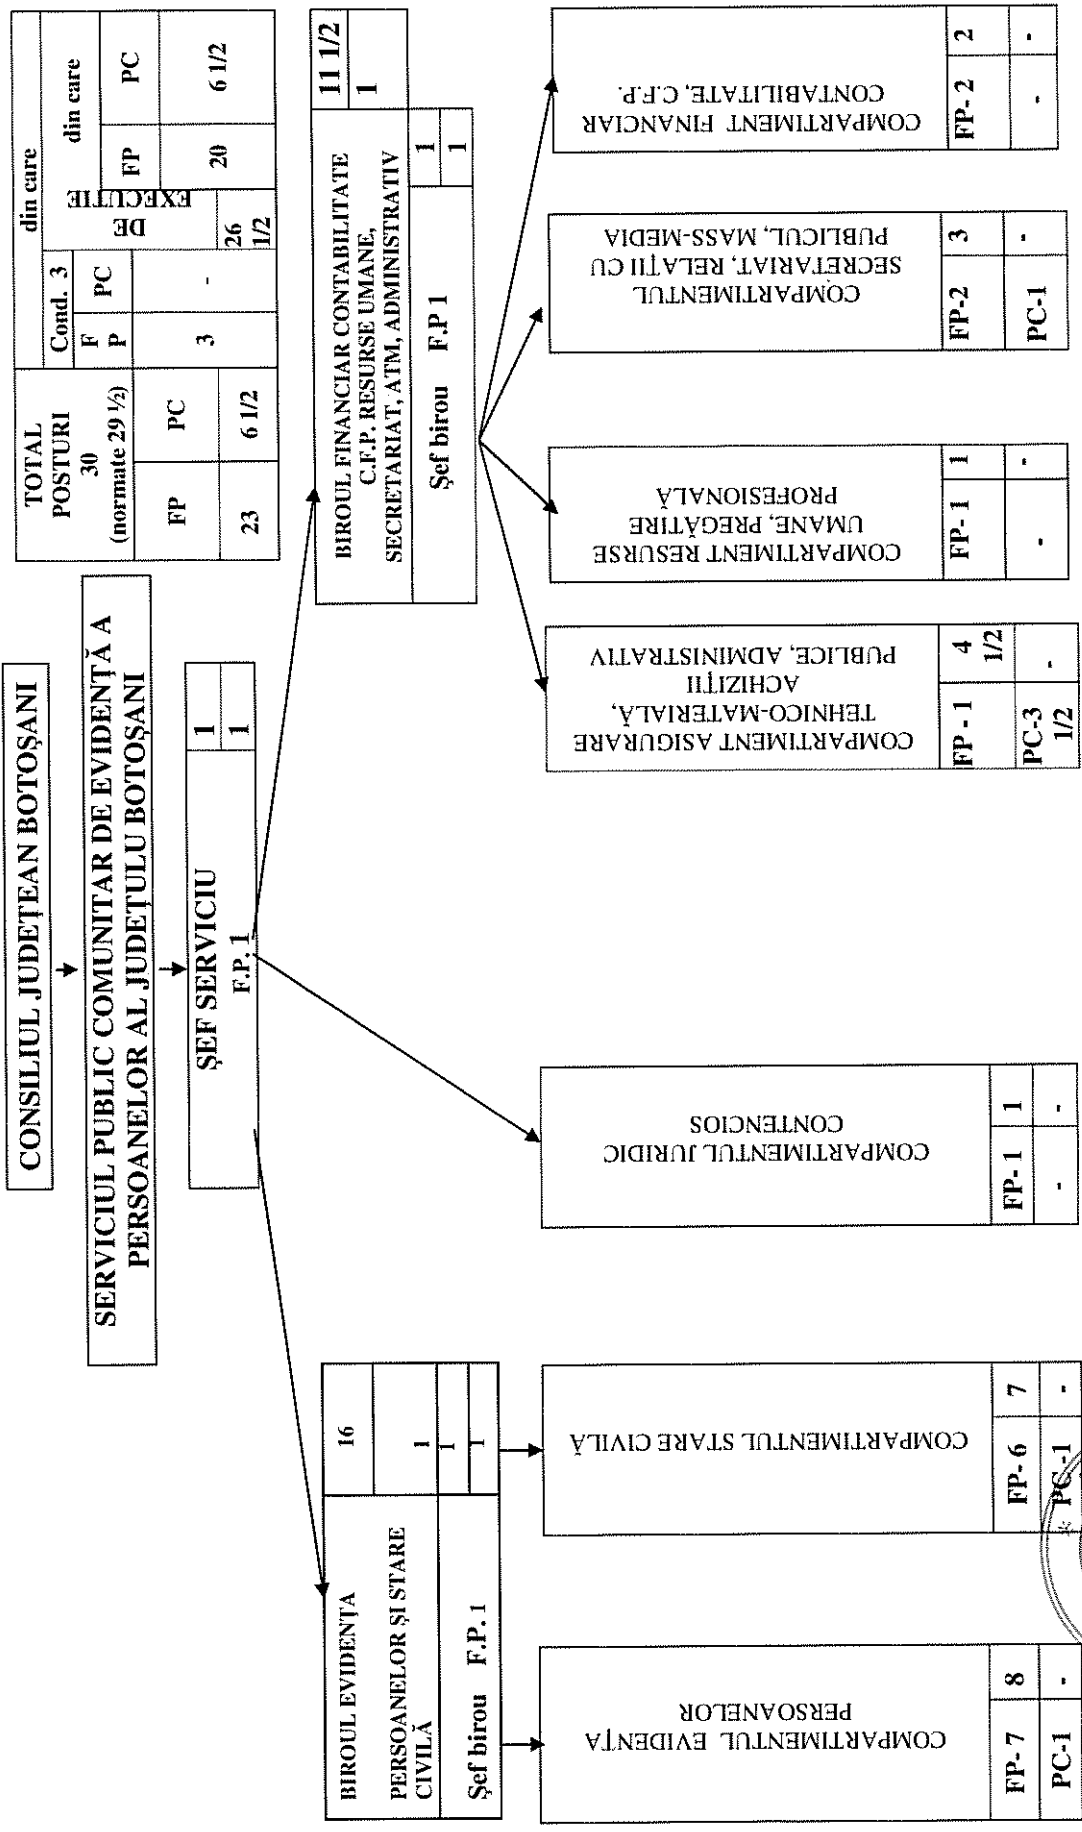 CONSILIUL JUDEȚEAN BOTOȘANI
SERVICIUL PUBLIC COMUNITAR DE EVIDENȚĂ A
PERSOANELOR AL JUDEȚULU BOTOȘANI
ȘEF SERVICIU
F.P. 1
1
1
TOTAL
POSTURI
30
(normate 29 ½)
din care
Cond. 3
DE
EXECUTIE
din care
FP
PC
F
P
PC
FP
PC
23
6 1/2
3
-
26
1/2
20
6 1/2
BIROUL EVIDENȚA
PERSOANELOR ȘI STARE
CIVILĂ
16
1
Șef birou F.P. 1
1
1
BIROUL FINANCIAR CONTABILITATE
C.F.P. RESURSE UMANE,
SECRETARIAT, ATM, ADMINISTRATIV
11 1/2
1
Șef birou F.P 1
1
1
COMPARTIMENTUL EVIDENȚA
PERSOANELOR
FP- 7 8
PC-1 -
COMPARTIMENTUL STARE CIVILĂ
FP- 6 7
* PC-1 -
COMPARTIMENTUL JURIDIC
CONTENCIOS
FP- 1 1
- -
COMPARTIMENT ASIGURARE
TEHNICO-MATERIALĂ,
ACHIZIȚII
PUBLICE, ADMINISTRATIV
FP - 1 4
1/2
PC-3 -
1/2
COMPARTIMENT RESURSE
UMANE, PREGĂTIRE
PROFESIONALĂ
FP- 1 1
- -
COMPARTIMENTUL
SECRETARIAT, RELAȚII CU
PUBLICUL, MASS-MEDIA
FP-2 3
PC-1 -
COMPARTIMENT FINANCIAR
CONTABILITATE, C.F.P.
FP- 2 2
- -